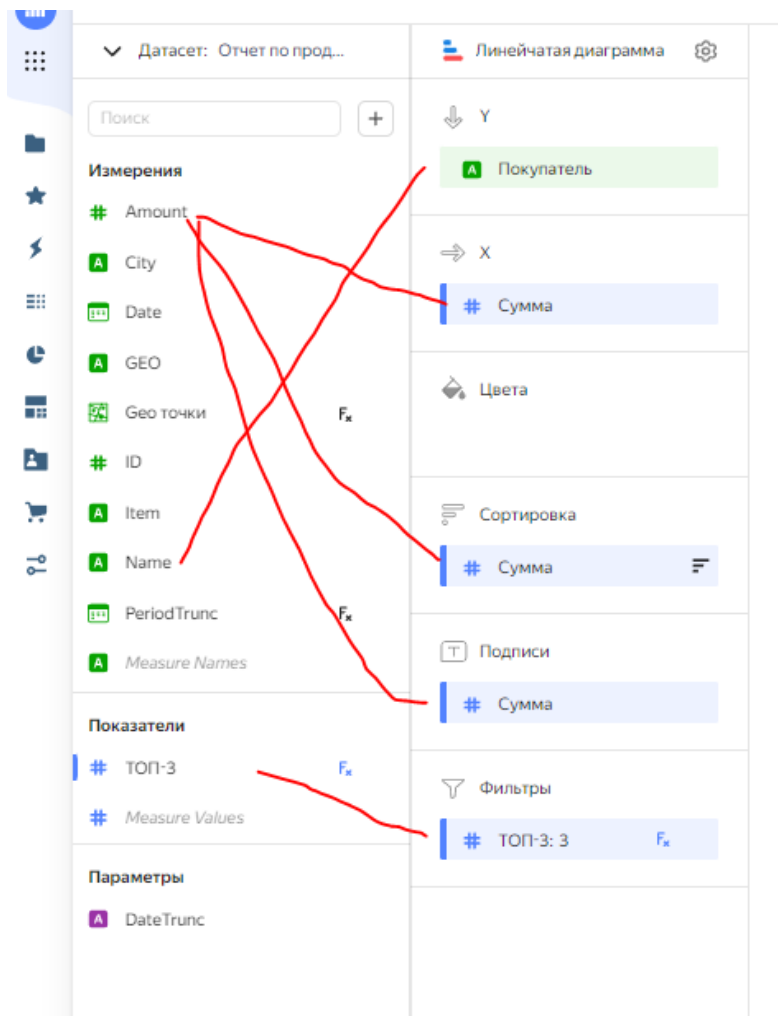 Датасет: Отчет по прод...
Поиск
+
Измерения
Amount
City
Date
GEO
Geo точки
ID
Item
Name
PeriodTrunc
Measure Names
Показатели
ТОП-3
Measure Values
Параметры
DateTrunc
Линейчатая диаграмма
Y
Покупатель
X
Сумма
Цвета
Сортировка
Сумма
Подписи
Сумма
Фильтры
ТОП-3: 3